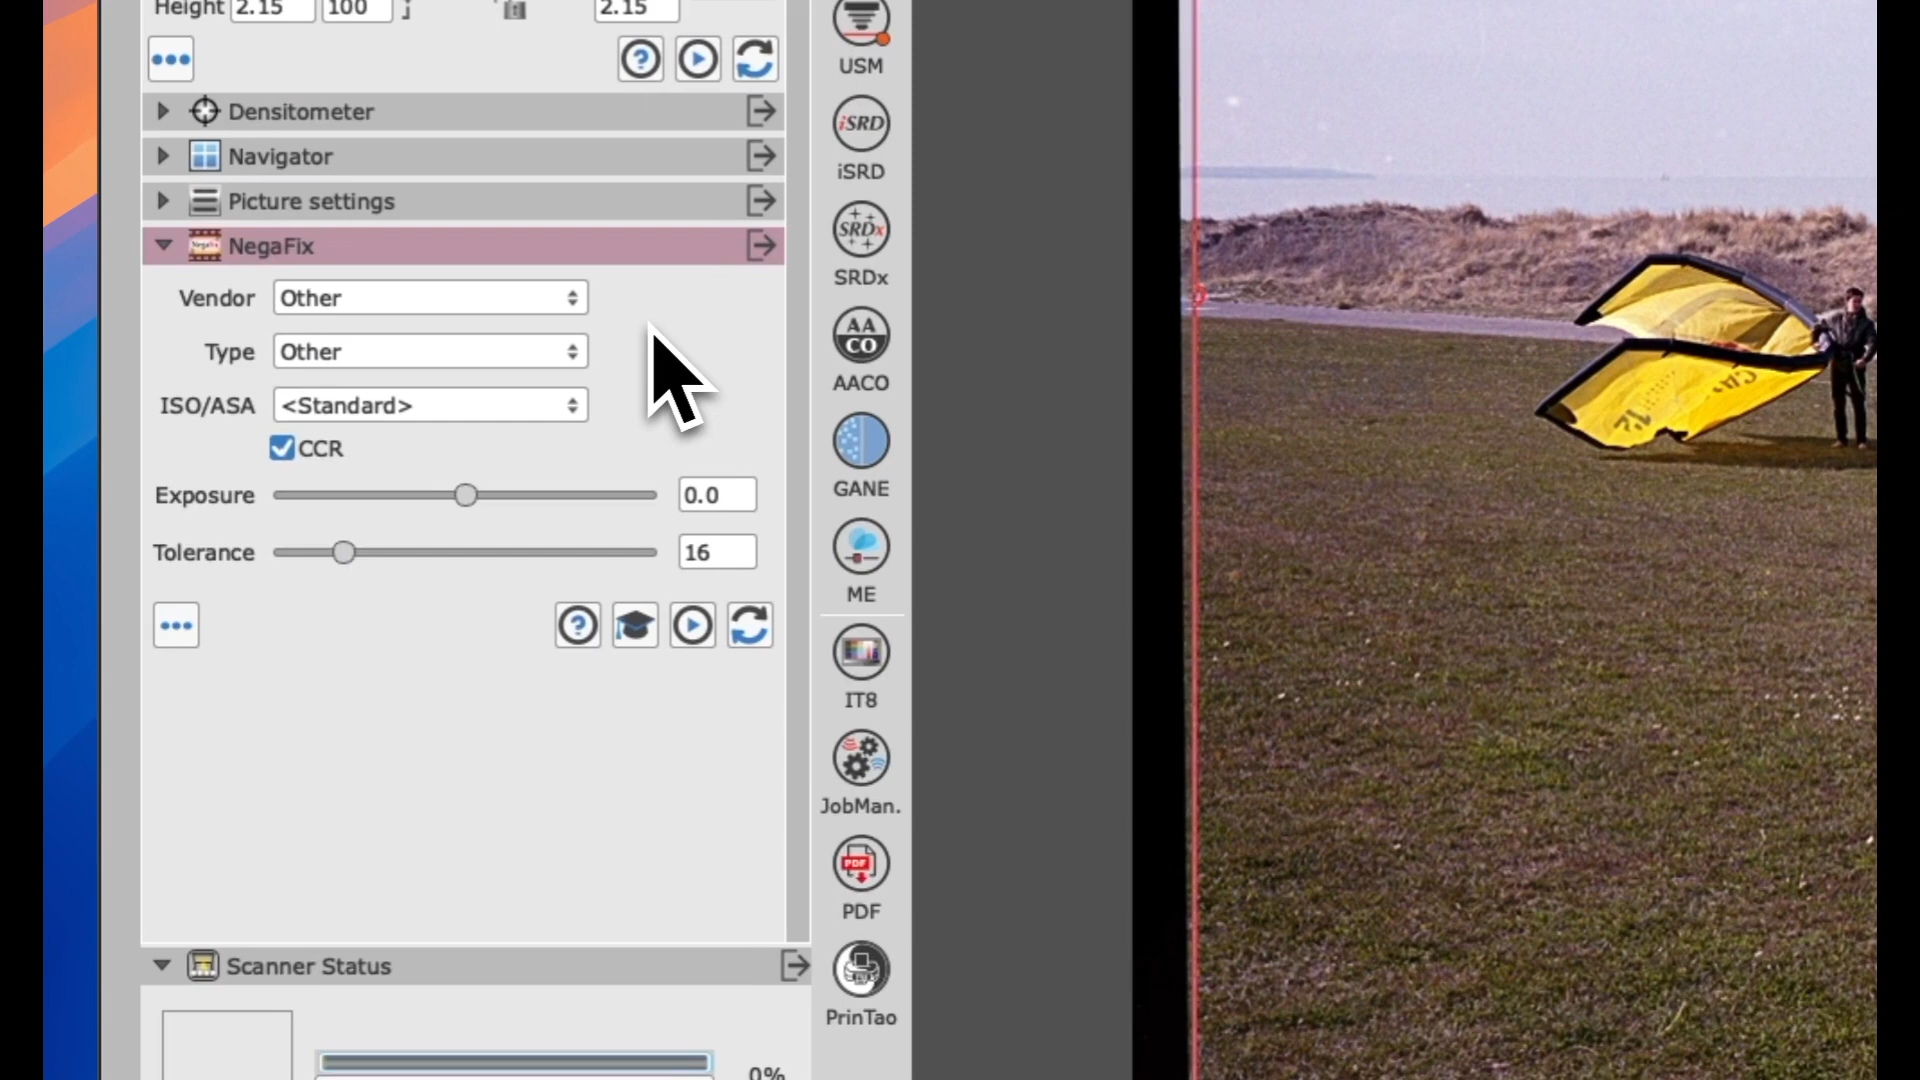 Height 2.15 100 2.15
USM
Densitometer
iSRD
iSRD
Navigator
Picture settings
SRDx
SRDx
NegaFix
Vendor Other
Type Other
AA
CO
AACO
ISO/ASA <Standard>
CCR
GANE
Exposure 0.0
Tolerance 16
ME
IT8
JobMan.
PDF
PDF
Scanner Status
PrinTao
0%
12